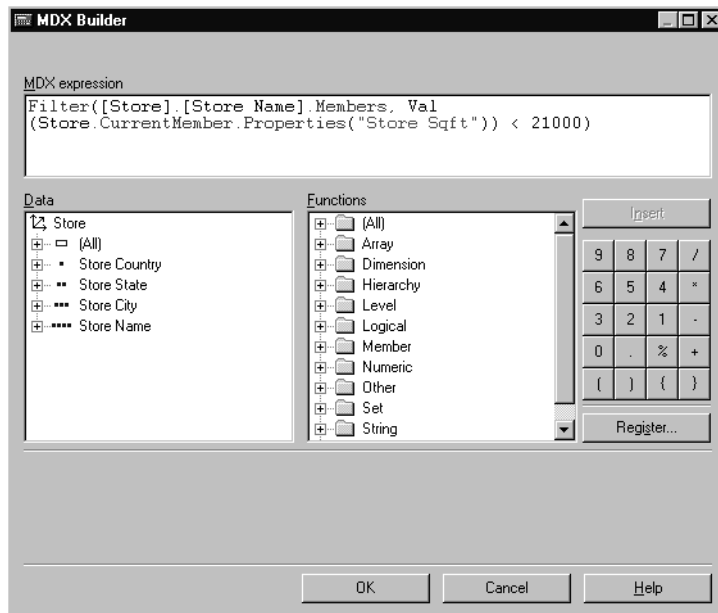 MDX Builder
MDX expression
Filter([Store].[Store Name].Members, Val
(Store.CurrentMember.Properties("Store Sqft")) < 21000)
Data
Store
(All)
Store Country
Store State
Store City
Store Name
Functions
(All)
Array
Dimension
Hierarchy
Level
Logical
Member
Numeric
Other
Set
String
Insert
9 8 7 /
6 5 4 *
3 2 1 -
0 . % +
( ) { }
Register...
OK Cancel Help